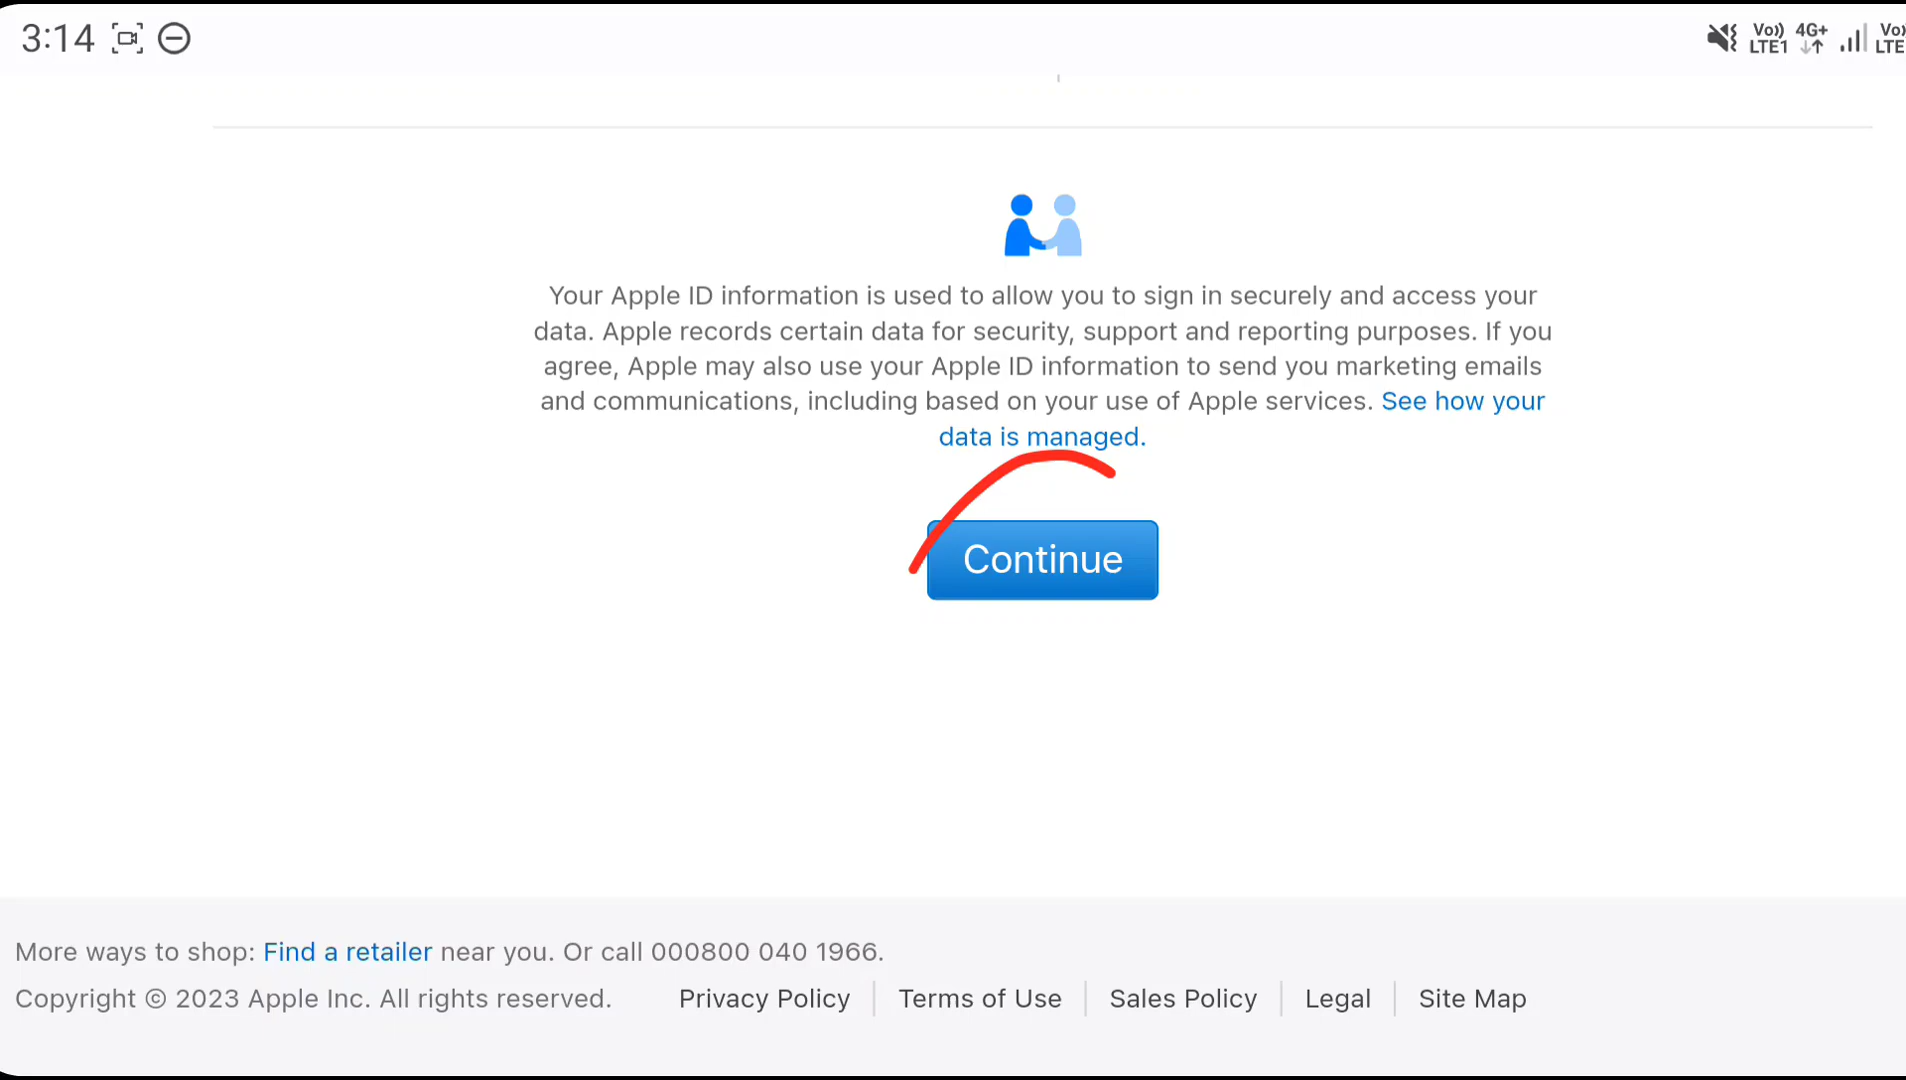 3:14
Vo)) LTE1 4G+
Your Apple ID information is used to allow you to sign in securely and access your
data. Apple records certain data for security, support and reporting purposes. If you
agree, Apple may also use your Apple ID information to send you marketing emails
and communications, including based on your use of Apple services. See how your
data is managed.
Continue
More ways to shop: Find a retailer near you. Or call 000800 040 1966.
Copyright © 2023 Apple Inc. All rights reserved. Privacy Policy Terms of Use Sales Policy Legal Site Map